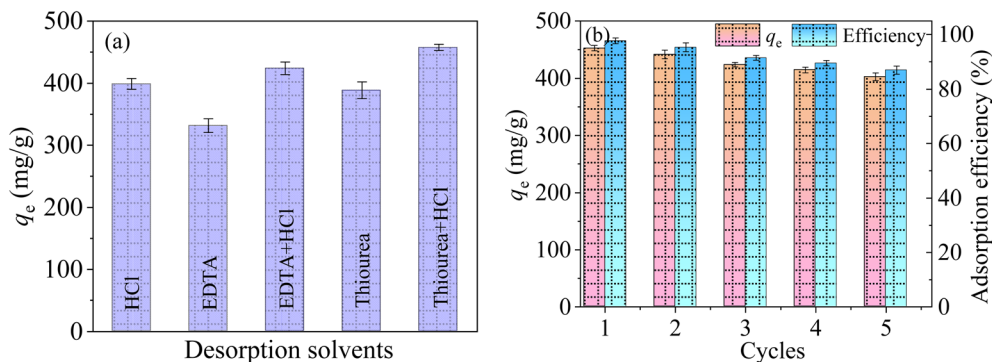 (a)
500
400
300
200
100
0
qe (mg/g)
HCl
EDTA
EDTA+HCl
Thiourea
Thiourea+HCl
Desorption solvents
(b)
qe
Efficiency
500
400
300
200
100
0
qe (mg/g)
100
80
60
40
20
0
Adsorption efficiency (%)
1 2 3 4 5
Cycles